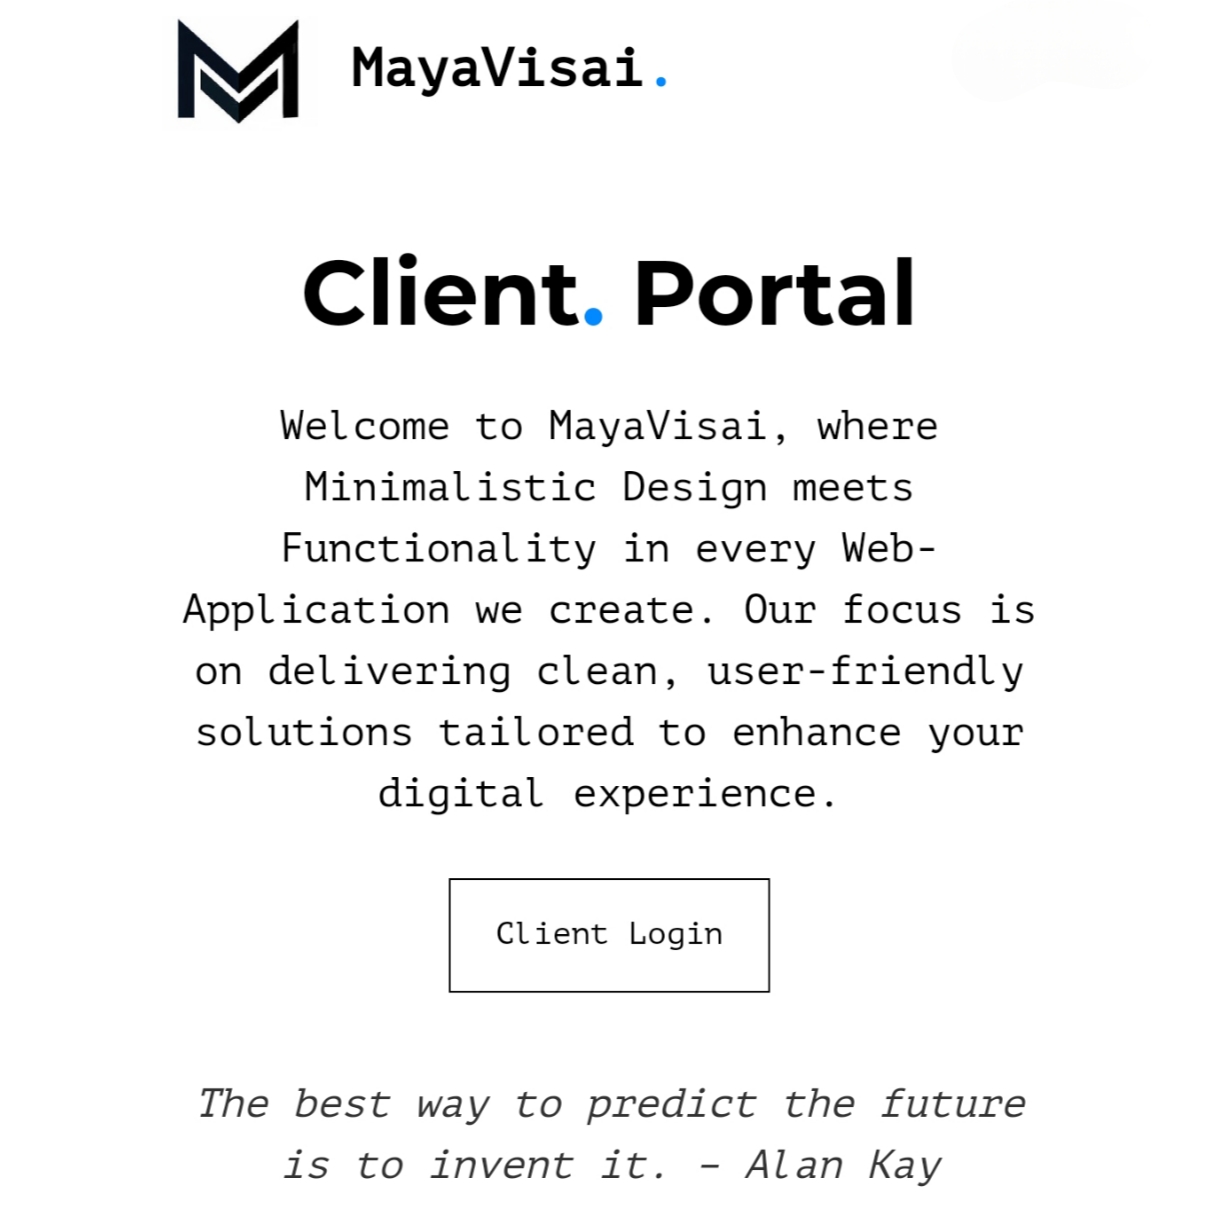 MayaVisai.
Client. Portal
Welcome to MayaVisai, where
Minimalistic Design meets
Functionality in every Web-
Application we create. Our focus is
on delivering clean, user-friendly
solutions tailored to enhance your
digital experience.
Client Login
The best way to predict the future
is to invent it. – Alan Kay